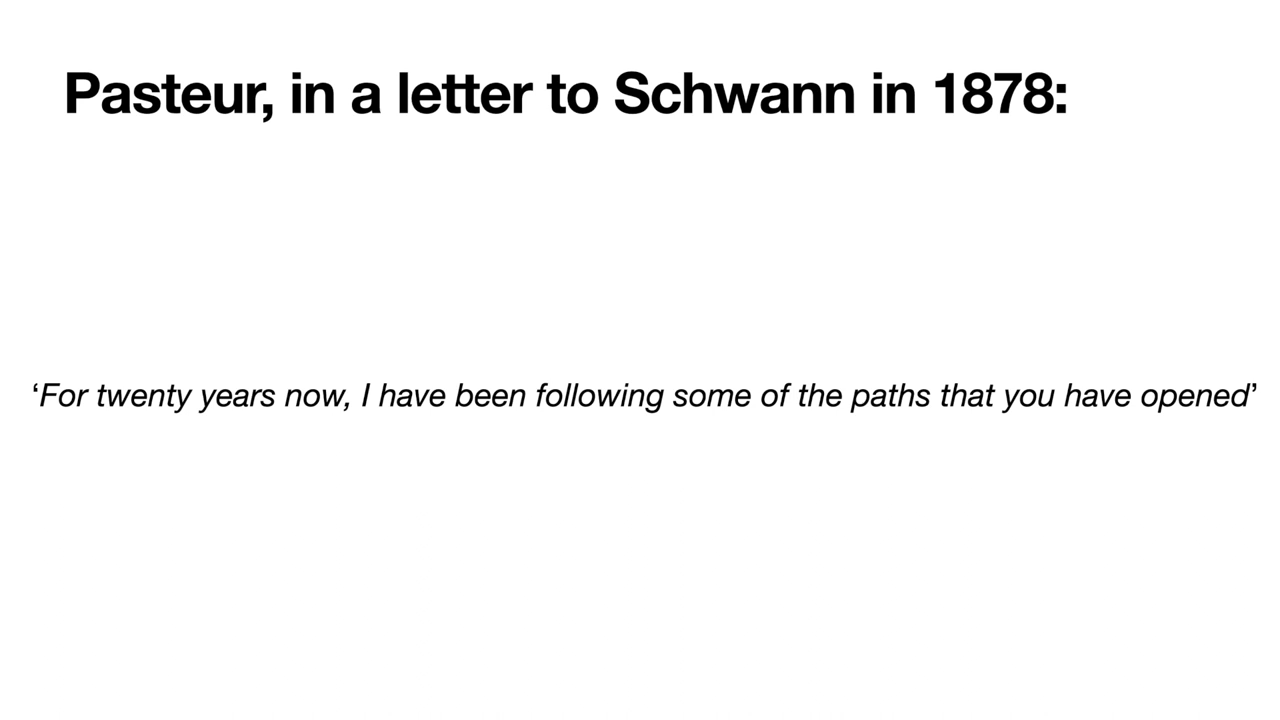 Pasteur, in a letter to Schwann in 1878:
‘For twenty years now, I have been following some of the paths that you have opened’